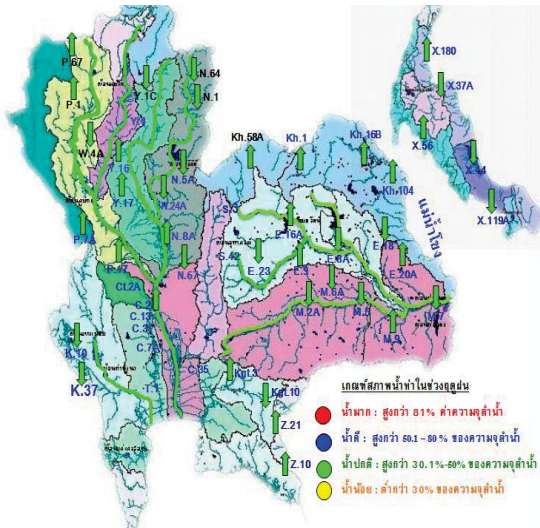 P.67
N.64
X.180
Y.1C
P.1
N.1
X.37A
Kh.58A
Kh.1
Kh.16B
W.4A
X.56
Y.16
N.5A
X.44
Kh.104
Y.17
W.24A
S.3
X.119A
E.16A
แม่น้ำโขง
P.7A
N.8A
E.8A
E.18
S.42
P.17
N.67
E.23
E.9
E.20A
Ct.2A
M.6A
C.2
C.13
M.2A
M.5
M.7
C.3
M.9
C.7A
K.10
C.35
Kgt.3
เกณฑ์สภาพน้ำท่าในช่วงฤดูฝน
K.37
T.1
Kgt.10
น้ำมาก : สูงกว่า 81% ค่าความจุลำน้ำ
Z.21
น้ำดี : สูงกว่า 50.1 - 80 % ของความจุลำน้ำ
Z.10
น้ำปกติ : สูงกว่า 30.1%-50% ของความจุลำน้ำ
น้ำน้อย : ต่ำกว่า 30% ของความจุลำน้ำ